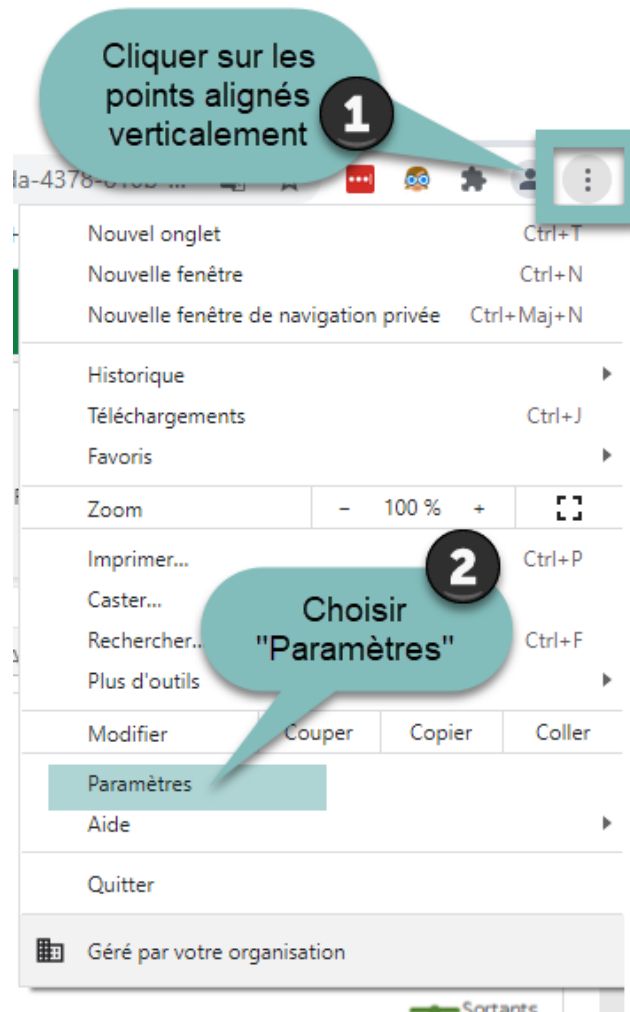 Cliquer sur les
points alignés
verticalement
1
Nouvel onglet Ctrl+T
Nouvelle fenêtre Ctrl+N
Nouvelle fenêtre de navigation privée Ctrl+Maj+N
Historique
Téléchargements Ctrl+J
Favoris
Zoom - 100 % +
Imprimer... Ctrl+P
2
Caster...
Choisir
"Paramètres"
Rechercher... Ctrl+F
Plus d'outils
Modifier Couper Copier Coller
Paramètres
Aide
Quitter
Géré par votre organisation
Sortants